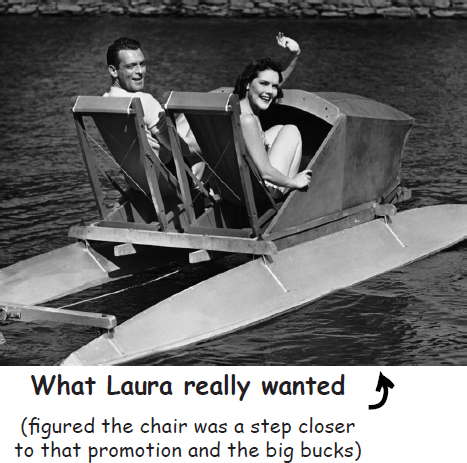 What Laura really wanted
(figured the chair was a step closer
to that promotion and the big bucks)